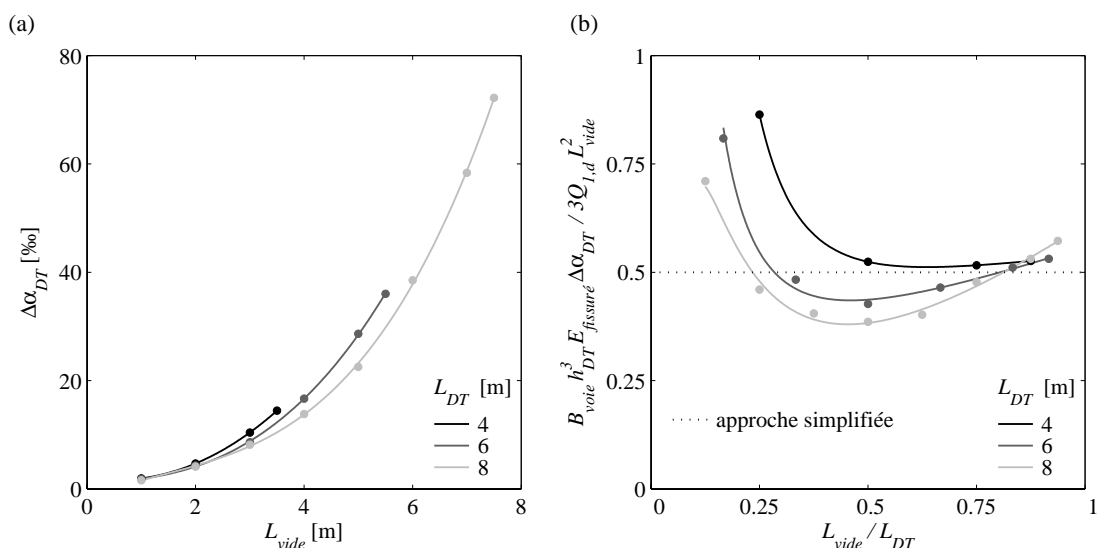 (a)
80
60
40
20
0
0
2
4
6
8
Δα_DT [‰]
L_vide [m]
L_DT [m]
4
6
8
(b)
1
0.75
0.5
0.25
0
0
0.25
0.5
0.75
1
B_voie h³_DT E_fissuré Δα_DT / 3Q_1,d L²_vide
L_vide / L_DT
approche simplifiée
L_DT [m]
4
6
8